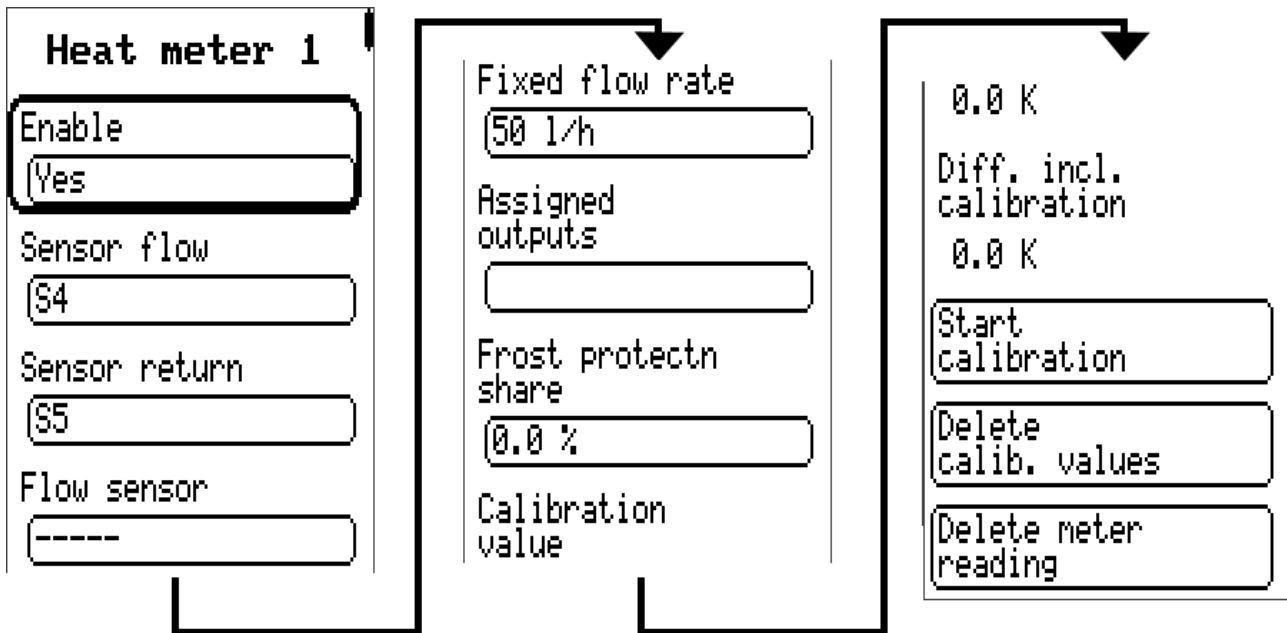 Heat meter 1
Enable
Yes
Sensor flow
S4
Sensor return
S5
Flow sensor
-----
Fixed flow rate
50 l/h
Assigned
outputs
Frost protectn
share
0.0 %
Calibration
value
0.0 K
Diff. incl.
calibration
0.0 K
Start
calibration
Delete
calib. values
Delete meter
reading